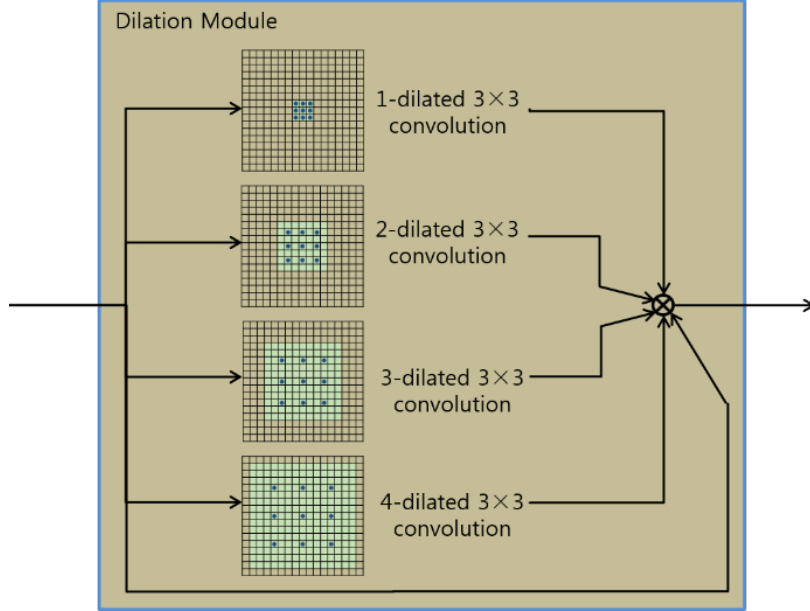 Dilation Module
1-dilated 3×3
convolution
2-dilated 3×3
convolution
3-dilated 3×3
convolution
4-dilated 3×3
convolution